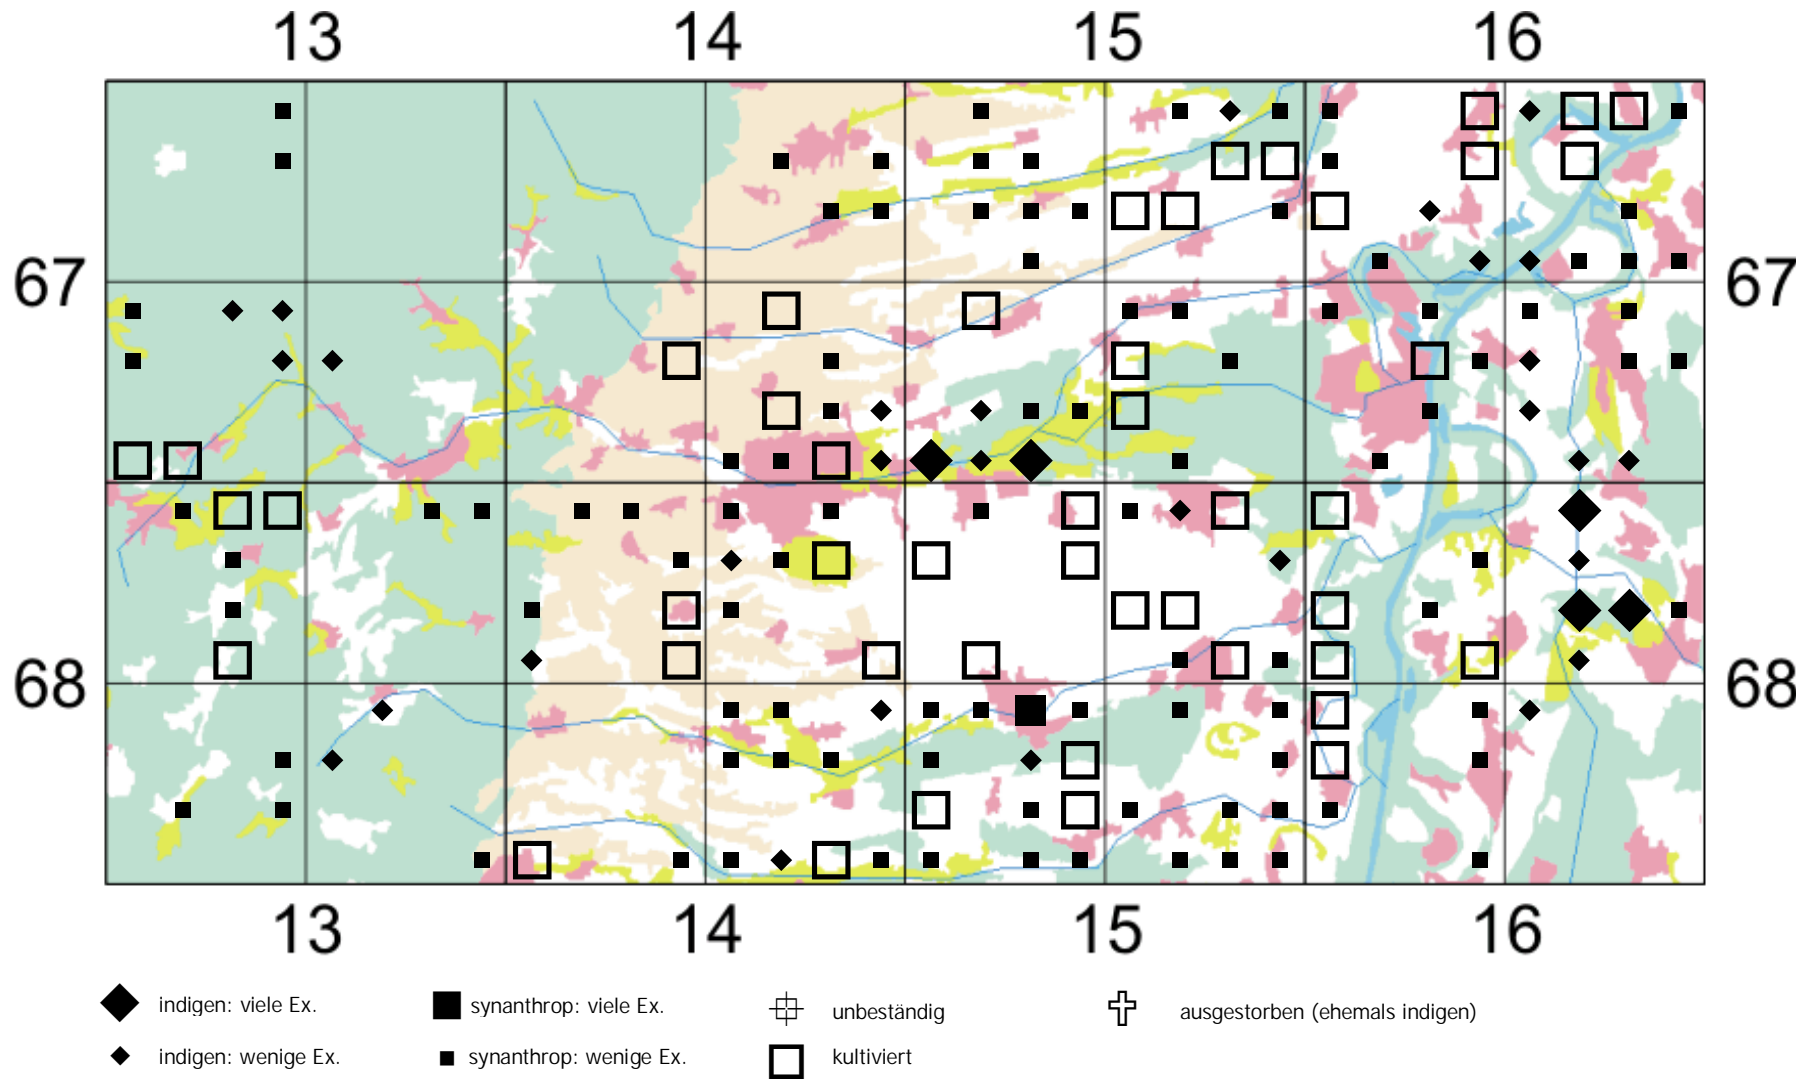 13 14 15 16
67 67
68 68
13 14 15 16
indigen: viele Ex. synanthrop: viele Ex. unbeständig ausgestorben (ehemals indigen)
indigen: wenige Ex. synanthrop: wenige Ex. kultiviert